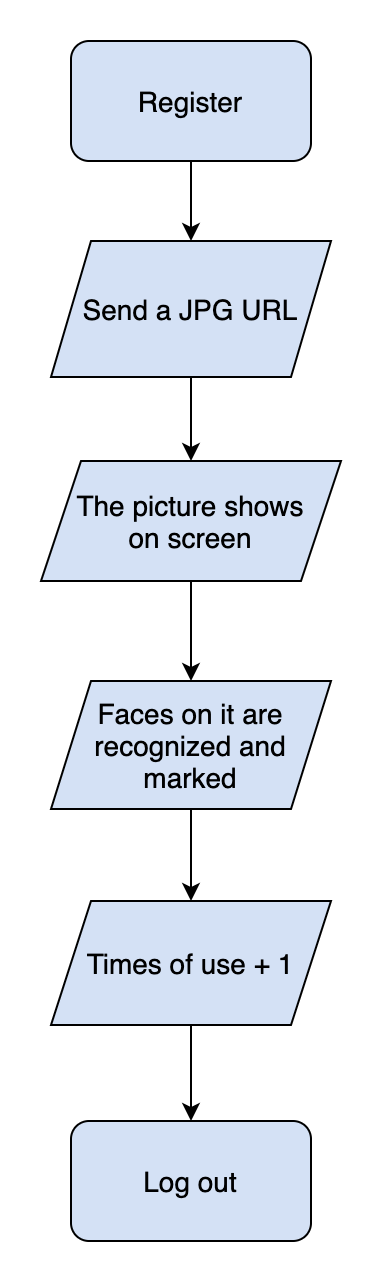 Register
Send a JPG URL
The picture shows
on screen
Faces on it are
recognized and
marked
Times of use + 1
Log out